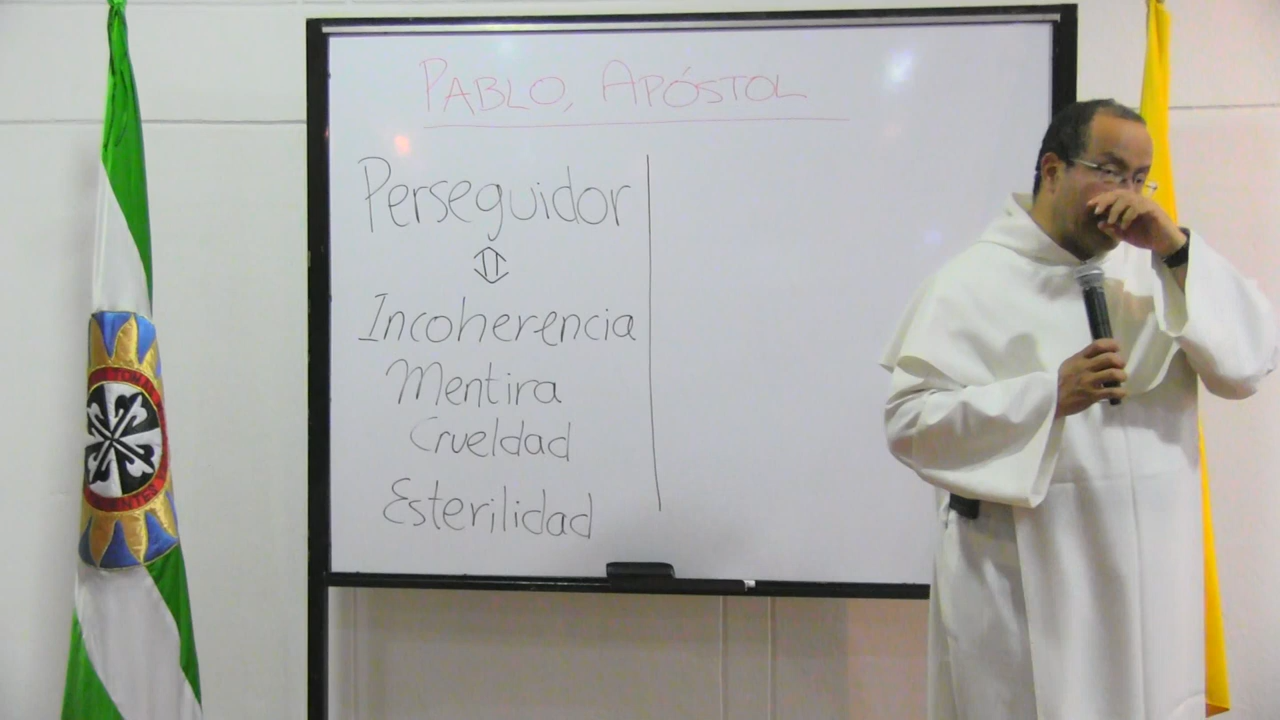 PABLO, APÓSTOL
Perseguidor
⇕
Incoherencia
Mentira
Crueldad
Esterilidad